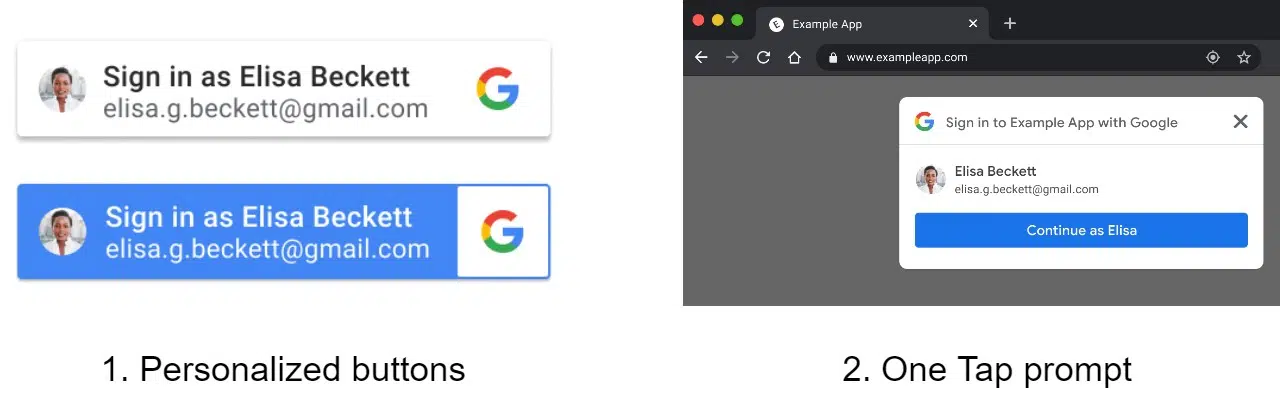 Sign in as Elisa Beckett
elisa.g.beckett@gmail.com
Sign in as Elisa Beckett
elisa.g.beckett@gmail.com
1. Personalized buttons
E Example App
www.exampleapp.com
Sign in to Example App with Google
Elisa Beckett
elisa.g.beckett@gmail.com
Continue as Elisa
2. One Tap prompt